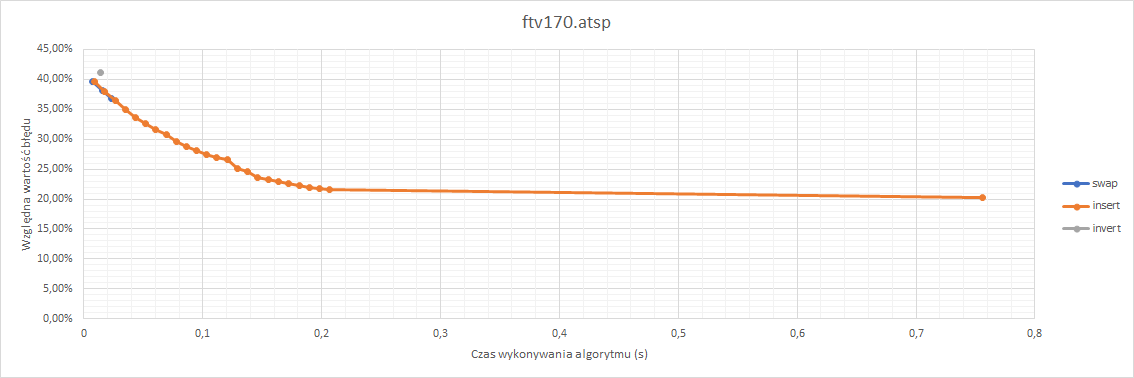 ftv170.atsp
Względna wartość błędu
45,00%
40,00%
35,00%
30,00%
25,00%
20,00%
15,00%
10,00%
5,00%
0,00%
0 0,1 0,2 0,3 0,4 0,5 0,6 0,7 0,8
Czas wykonywania algorytmu (s)
swap
insert
invert